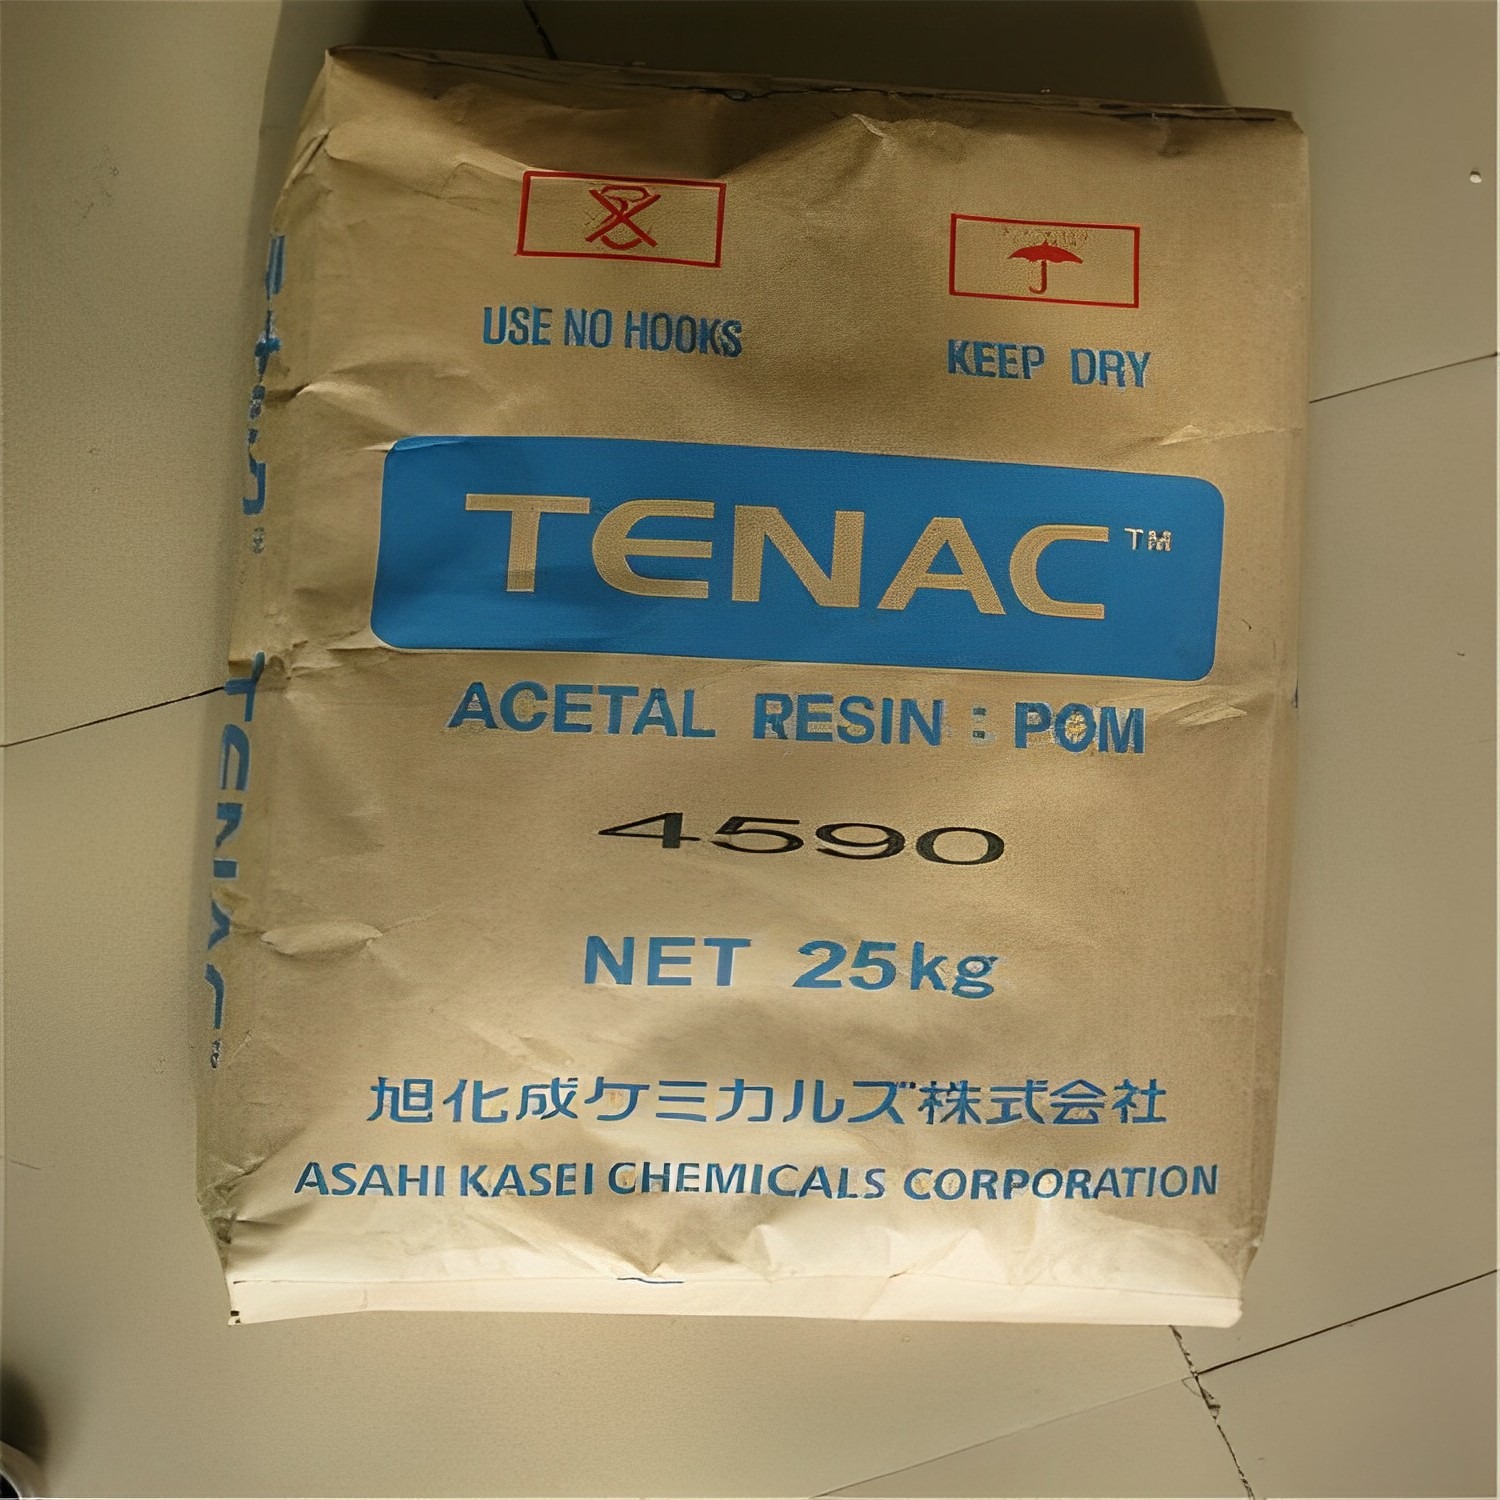 USE NO HOOKS
KEEP DRY
TENAC™
ACETAL RESIN : POM
4590
NET 25kg
旭化成ケミカルズ株式会社
ASAHI KASEI CHEMICALS CORPORATION
TENAC